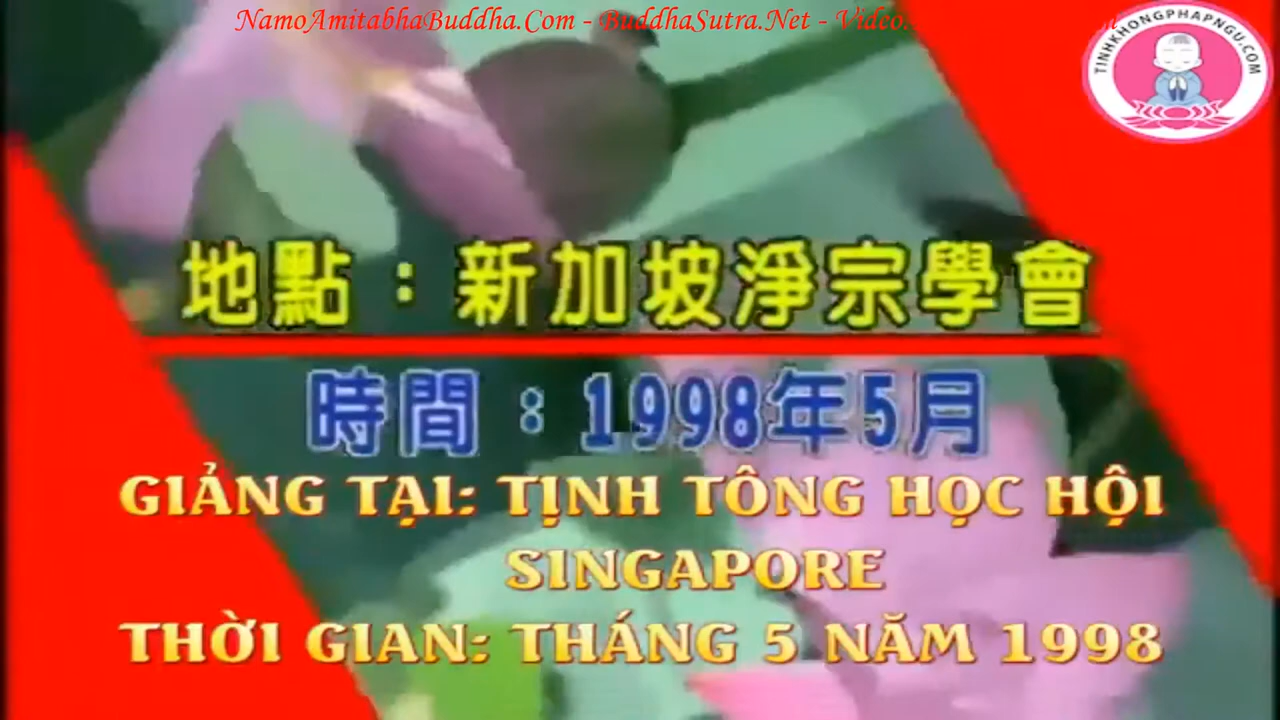 NamoAmitabhaBuddha.Com - BuddhaSutra.Net - Video.
TINHKHONGPHAPNGU.COM
地點：新加坡淨宗學會
時間：1998年5月
GIẢNG TẠI: TỊNH TÔNG HỌC HỘI
SINGAPORE
THỜI GIAN: THÁNG 5 NĂM 1998